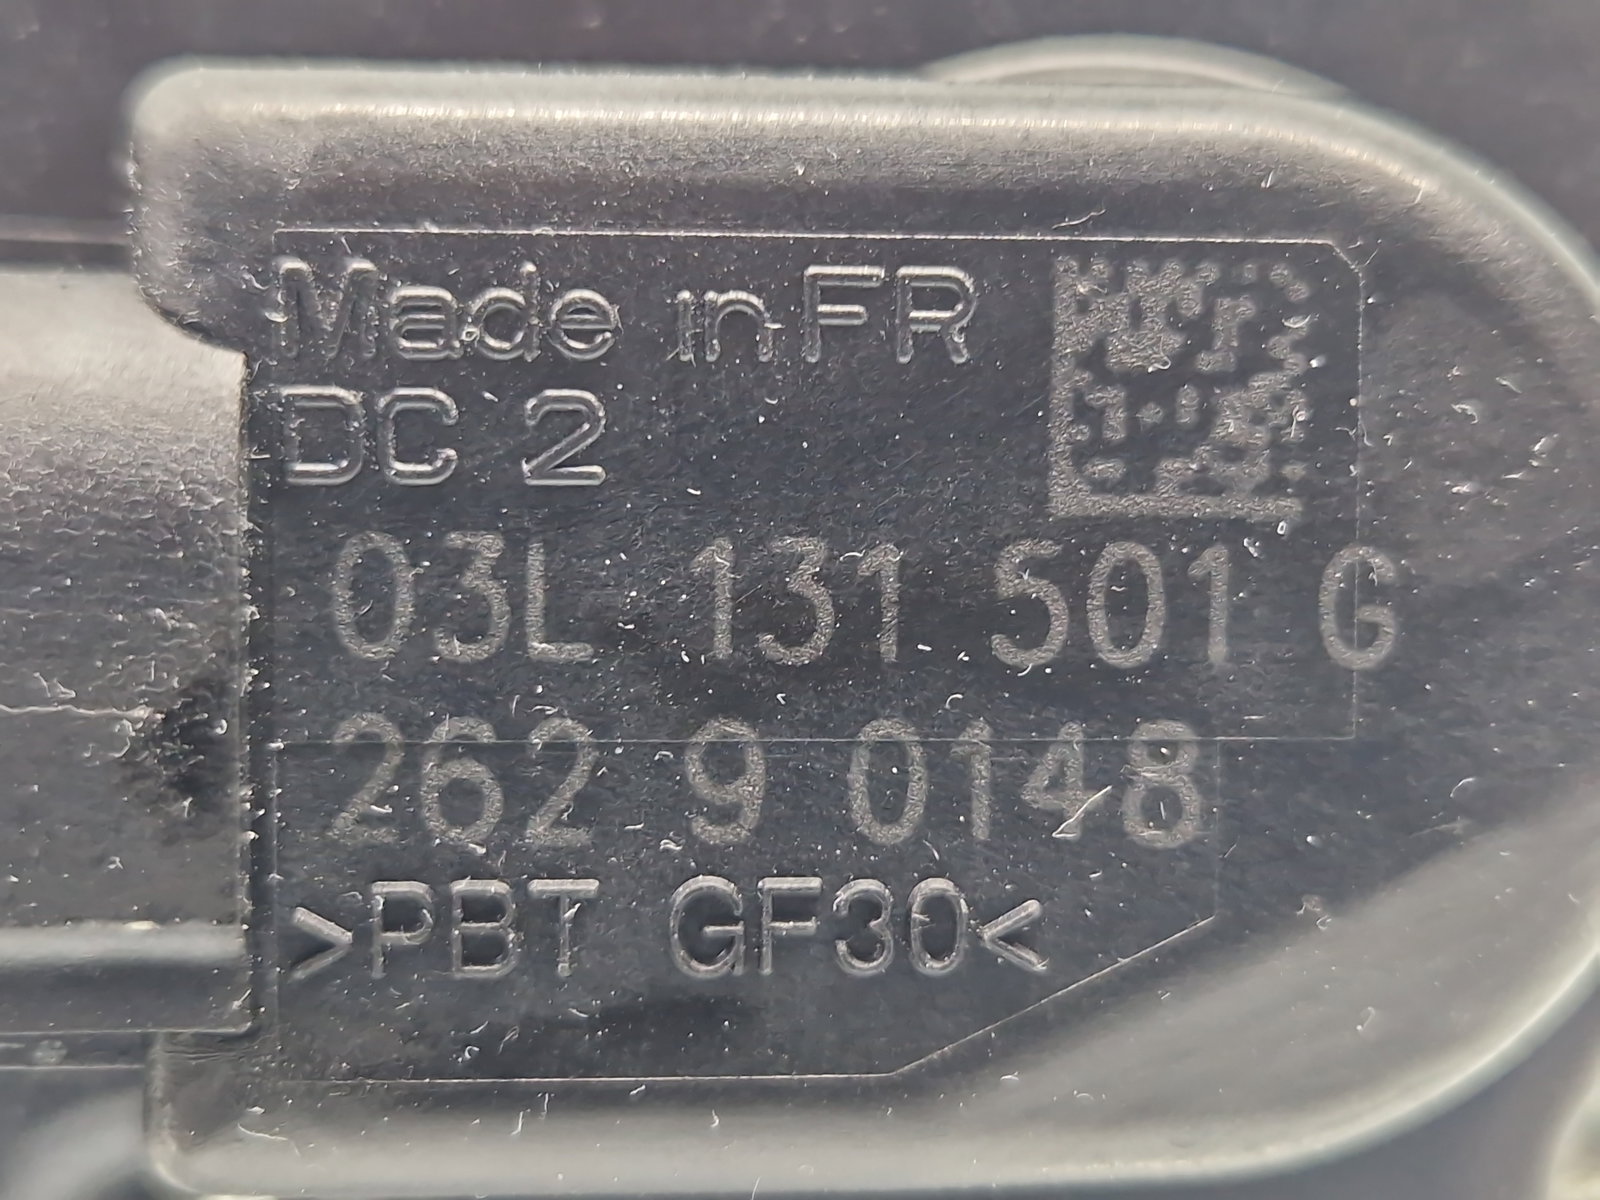 Made in FR
DC 2
03L 131 501 G
262 9 0148
>PBT GF30<